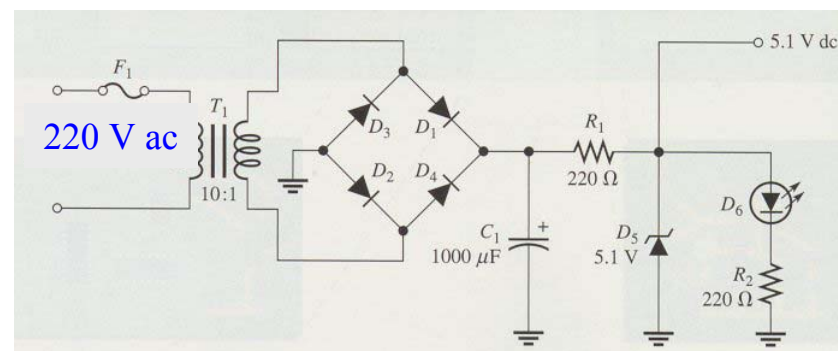 F1
220 V ac
T1
10:1
D3
D1
D2
D4
C1
+
1000 μF
R1
220 Ω
5.1 V dc
D5
5.1 V
D6
R2
220 Ω